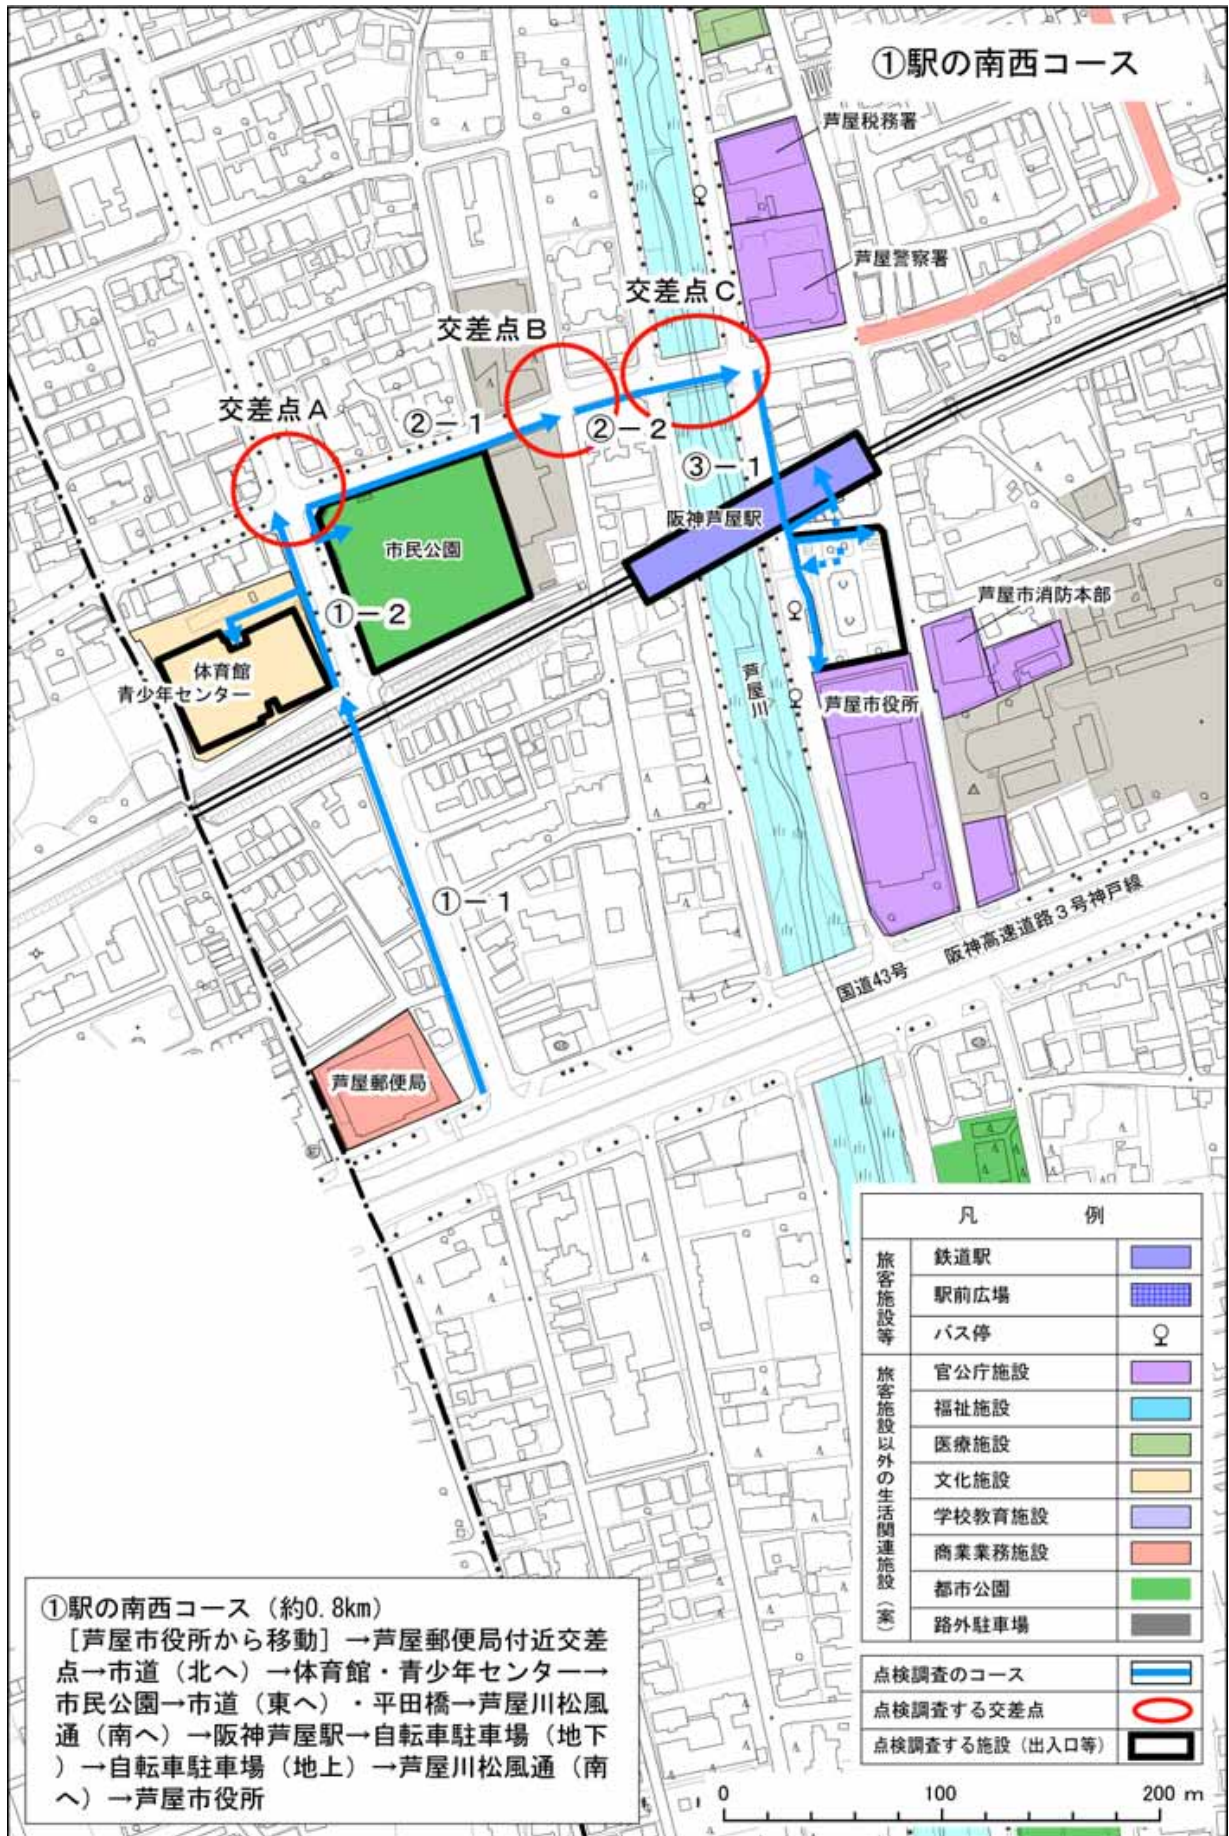 ①駅の南西コース
芦屋税務署
芦屋警察署
交差点C
交差点B
交差点A
②－1
②－2
③－1
阪神芦屋駅
市民公園
①－2
体育館
青少年センター
芦屋市消防本部
芦屋川
芦屋市役所
①－1
阪神高速道路3号神戸線
国道43号
芦屋郵便局
凡 例
旅客施設等
鉄道駅
駅前広場
バス停
旅客施設以外の生活関連施設（案）
官公庁施設
福祉施設
医療施設
文化施設
学校教育施設
商業業務施設
都市公園
路外駐車場
点検調査のコース
点検調査する交差点
点検調査する施設（出入口等）
①駅の南西コース（約0.8km）
［芦屋市役所から移動］→芦屋郵便局付近交差
点→市道（北へ）→体育館・青少年センター→
市民公園→市道（東へ）・平田橋→芦屋川松風
通（南へ）→阪神芦屋駅→自転車駐車場（地下
）→自転車駐車場（地上）→芦屋川松風通（南
へ）→芦屋市役所
0 100 200 m